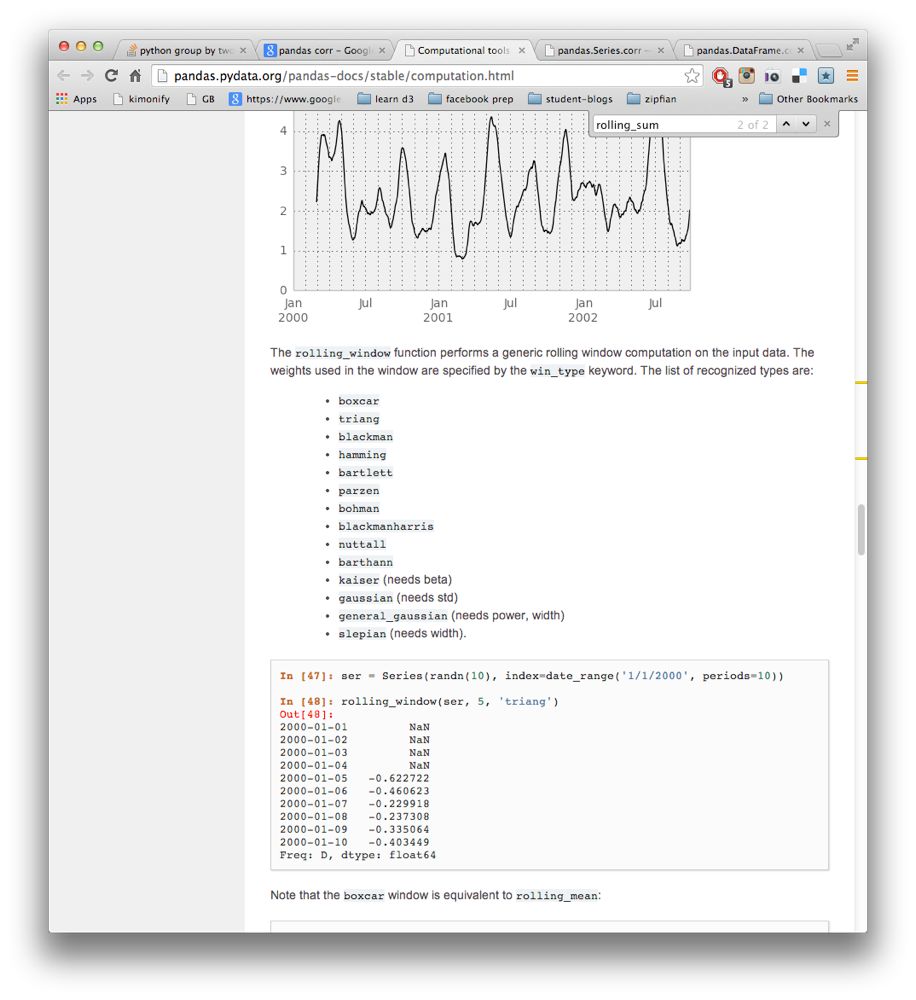 python group by two
pandas corr - Google
Computational tools
pandas.Series.corr —
pandas.DataFrame.co
pandas.pydata.org/pandas-docs/stable/computation.html
5
Apps kimonify GB https://www.google learn d3 facebook prep student-blogs zipfian » Other Bookmarks
rolling_sum 2 of 2
4
3
2
1
0
Jan Jul Jan Jul Jan Jul
2000 2001 2002
The rolling_window function performs a generic rolling window computation on the input data. The
weights used in the window are specified by the win_type keyword. The list of recognized types are:
• boxcar
• triang
• blackman
• hamming
• bartlett
• parzen
• bohman
• blackmanharris
• nuttall
• barthann
• kaiser (needs beta)
• gaussian (needs std)
• general_gaussian (needs power, width)
• slepian (needs width).
In [47]: ser = Series(randn(10), index=date_range('1/1/2000', periods=10))
In [48]: rolling_window(ser, 5, 'triang')
Out[48]:
2000-01-01 NaN
2000-01-02 NaN
2000-01-03 NaN
2000-01-04 NaN
2000-01-05 -0.622722
2000-01-06 -0.460623
2000-01-07 -0.229918
2000-01-08 -0.237308
2000-01-09 -0.335064
2000-01-10 -0.403449
Freq: D, dtype: float64
Note that the boxcar window is equivalent to rolling_mean: